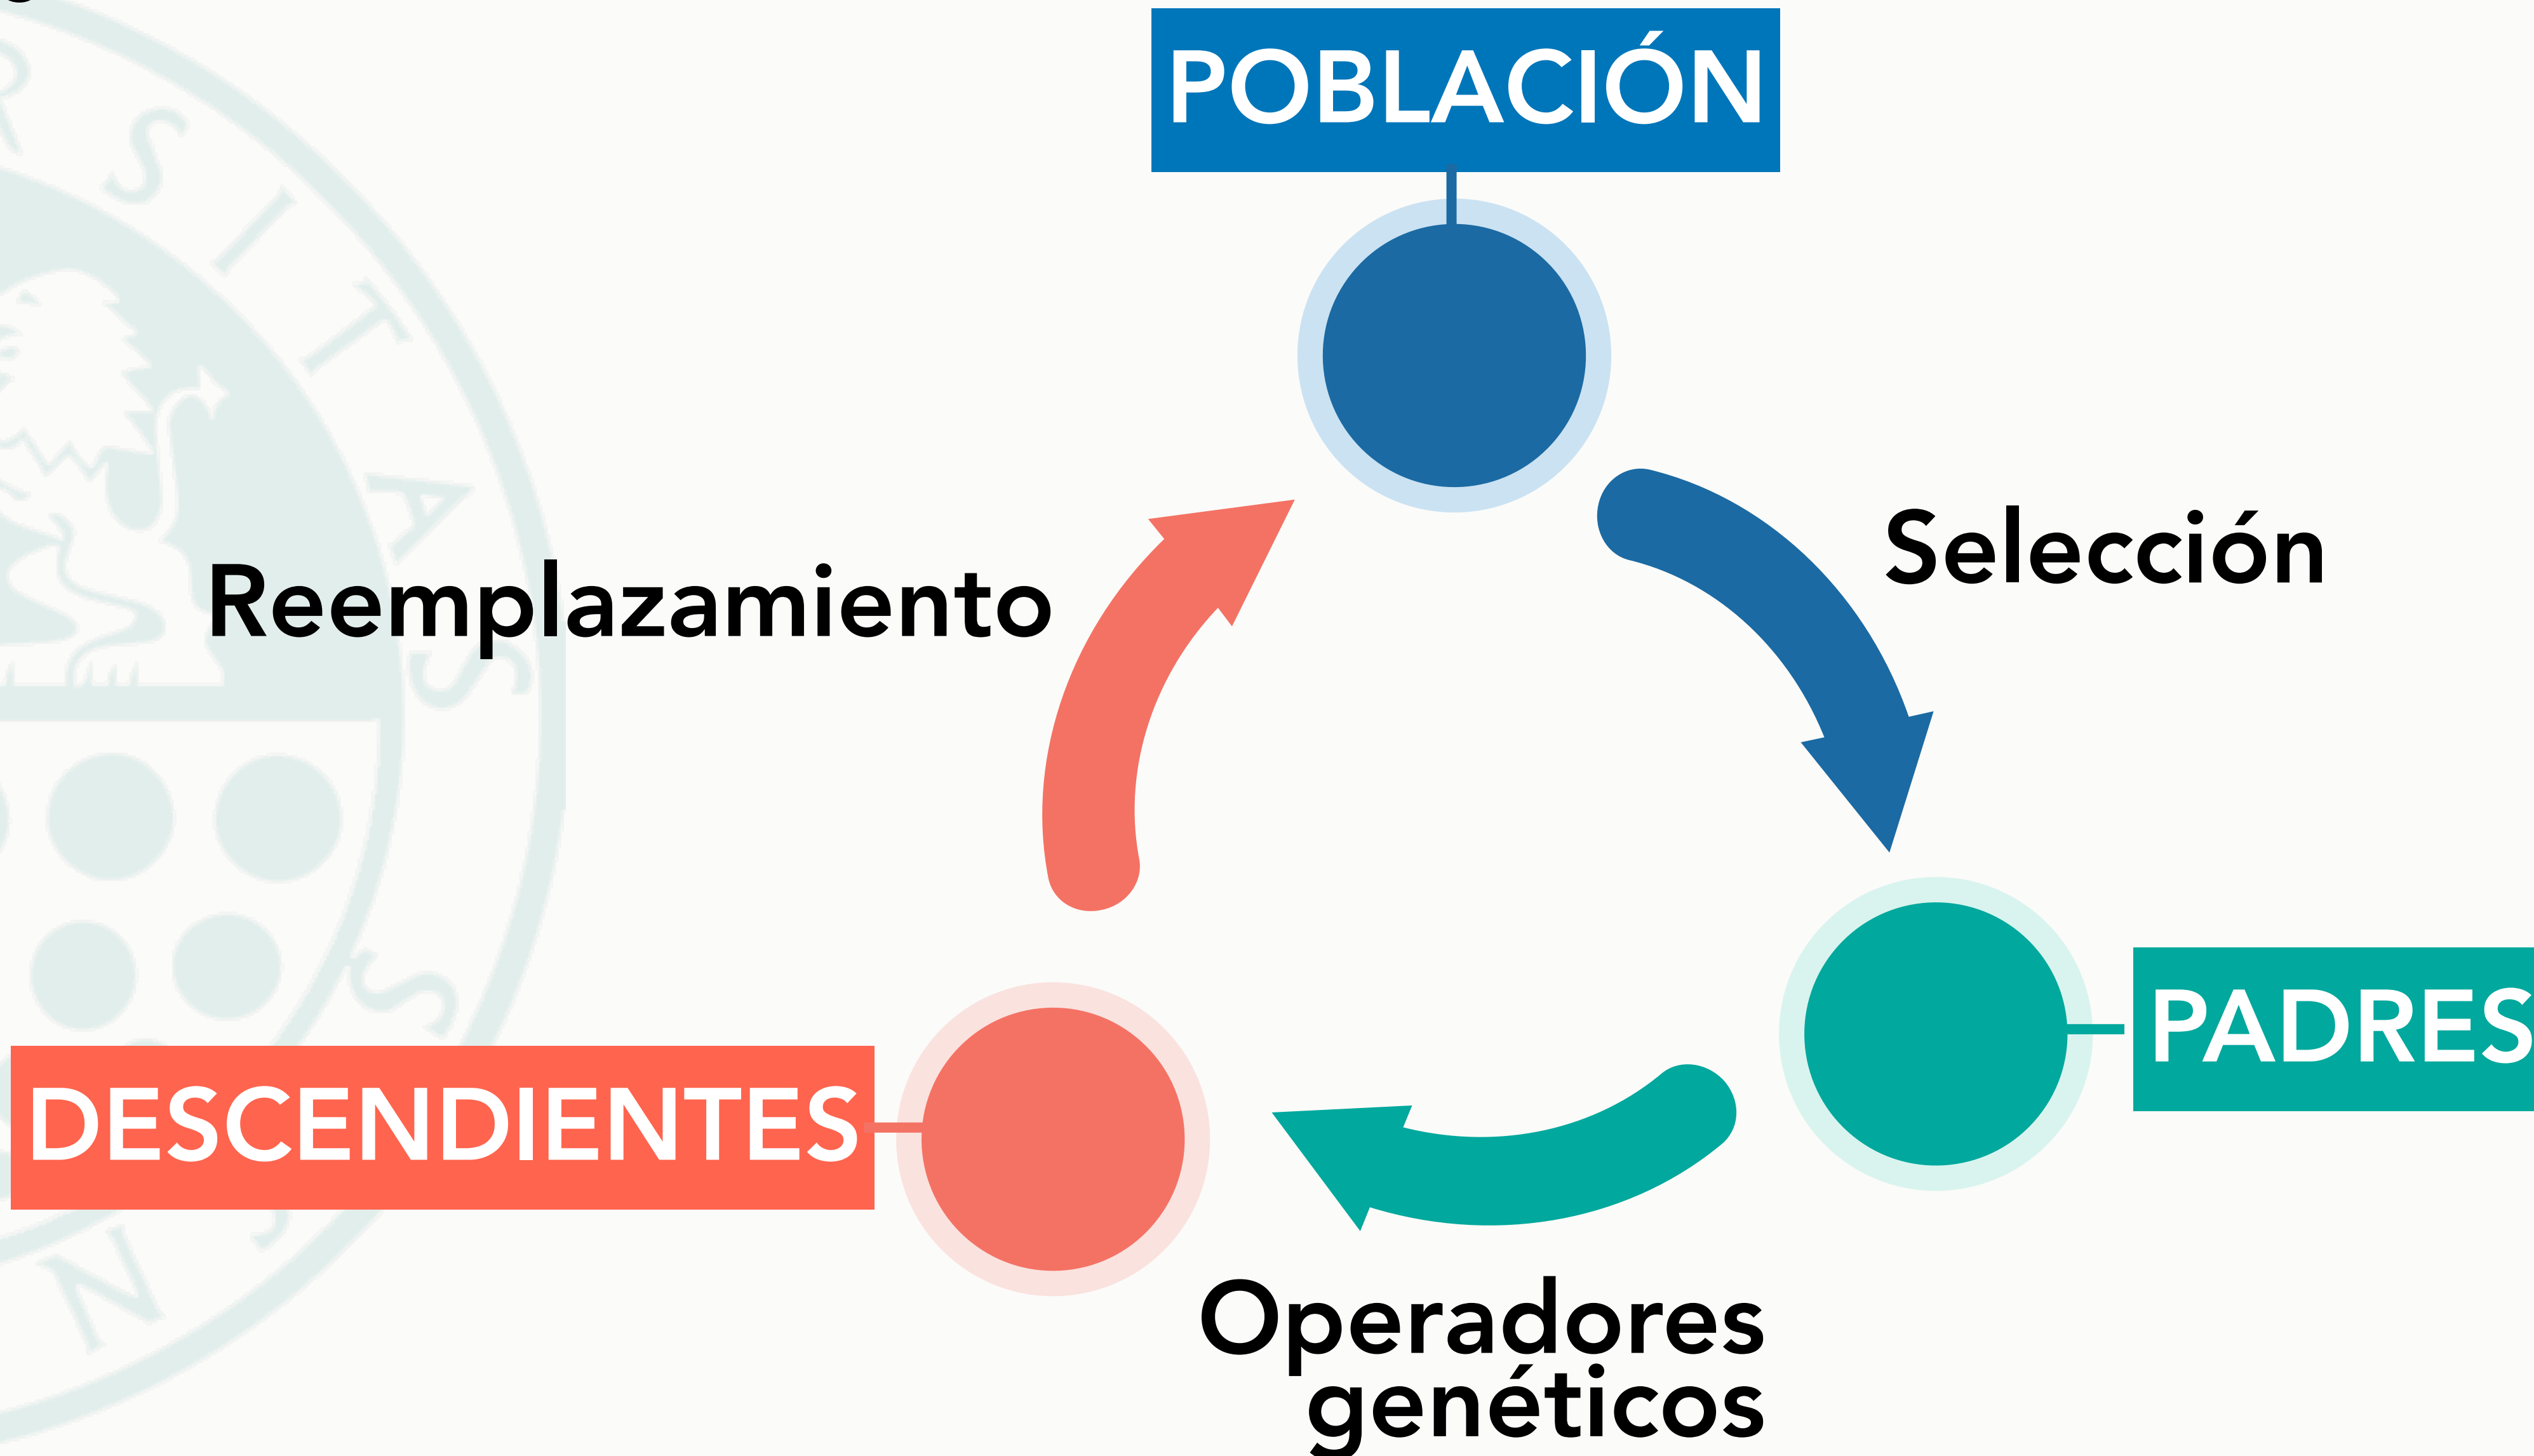 POBLACIÓN
Selección
Reemplazamiento
PADRES
DESCENDIENTES
Operadores
genéticos